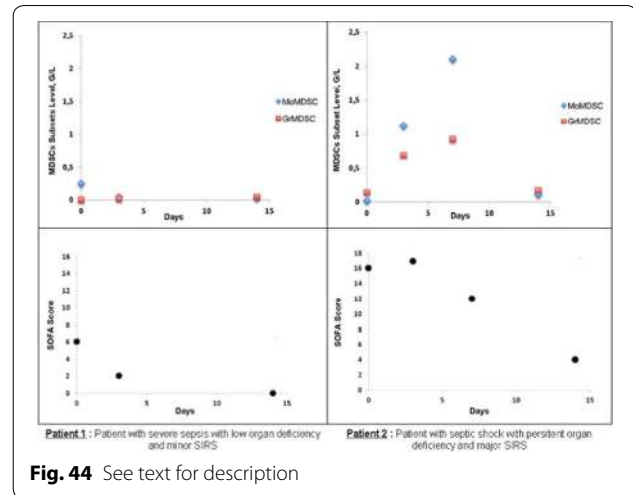 2,5
2
1,5
1
0,5
0
MDSCs Subsets Level, G/L
MoMDSC
GrMDSC
0 5 10 15
Days
2,5
2
1,5
1
0,5
0
MDSCs Subset Level, G/L
MoMDSC
GrMDSC
0 5 10 15
Days
16
14
12
10
8
6
4
2
0
SOFA Score
0 5 10 15
Days
18
16
14
12
10
8
6
4
2
0
SOFA Score
0 5 10 15
Days
Patient 1 : Patient with severe sepsis with low organ deficiency
and minor SIRS
Patient 2 : Patient with septic shock with persitent organ
deficiency and major SIRS
Fig. 44 See text for description